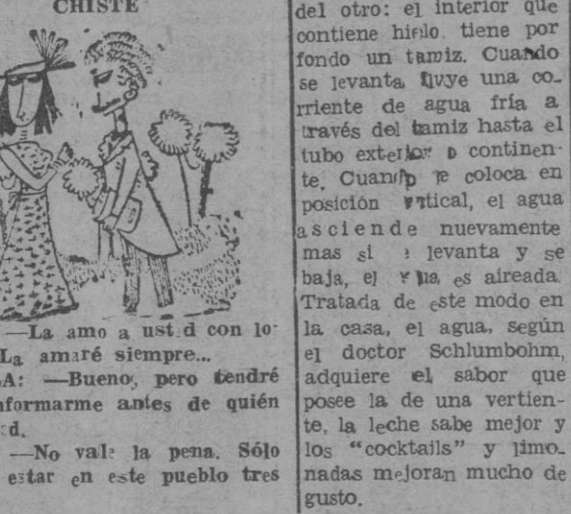 CHISTE
—La amo a usted con lo-
La amaré siempre...
A: —Bueno, pero tendré
nformarme antes de quién
d.
—No vale la pena. Sólo
estar en este pueblo tres
del otro: el interior que
contiene hielo tiene por
fondo un tamiz. Cuando
se levanta fluye una co-
rriente de agua fría a
través del tamiz hasta el
tubo exterior o continen-
te. Cuando se coloca en
posición vertical, el agua
asciende nuevamente
mas si levanta y se
baja, el agua es aireada.
Tratada de este modo en
la casa, el agua, según
el doctor Schlumbohm,
adquiere el sabor que
posee la de una vertien-
te, la leche sabe mejor y
los "cocktails" y limo-
nadas mejoran mucho de
gusto.